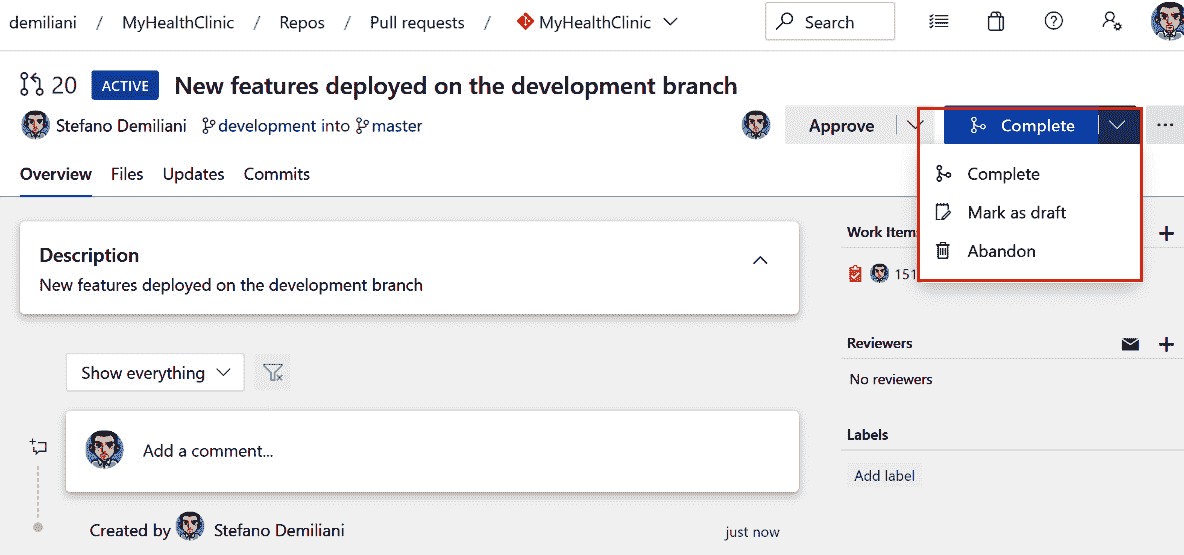 demiliani / MyHealthClinic / Repos / Pull requests / MyHealthClinic Search
20 ACTIVE New features deployed on the development branch
Stefano Demiliani development into master Approve Complete
Overview Files Updates Commits
Complete
Mark as draft
Abandon
Description
New features deployed on the development branch
Work Item
151
Reviewers
No reviewers
Labels
Add label
Show everything
Add a comment...
Created by Stefano Demiliani just now